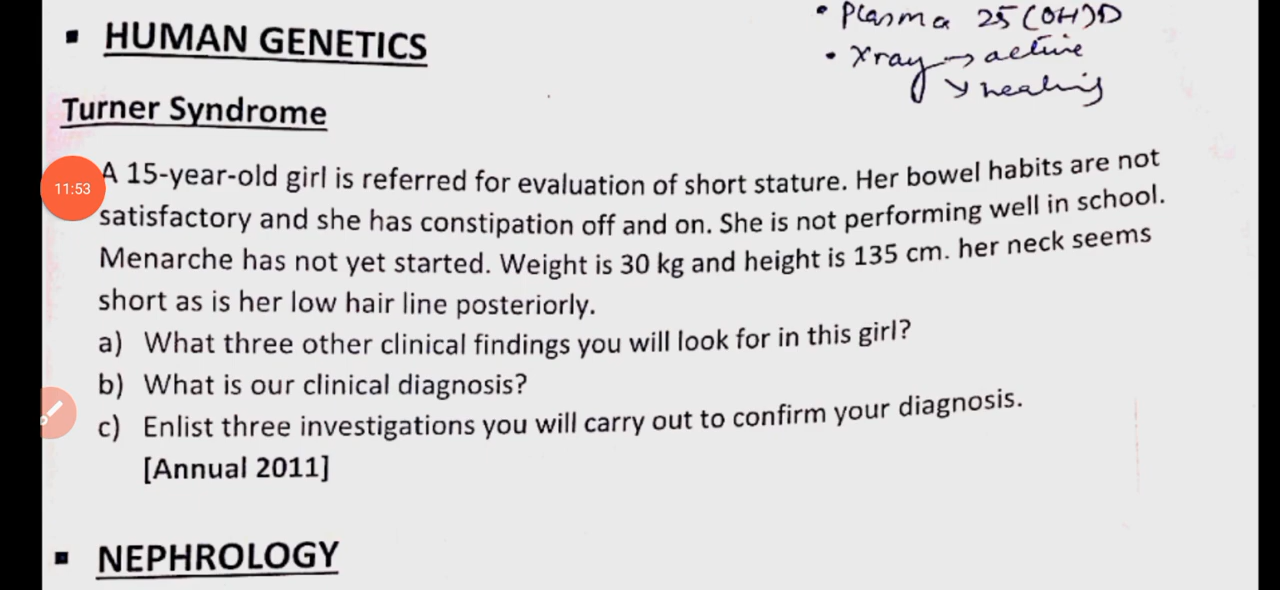 • Plasma 25(OH)D
▪ HUMAN GENETICS
• Xray → active
↘ healing
Turner Syndrome
A 15-year-old girl is referred for evaluation of short stature. Her bowel habits are not
11:53
satisfactory and she has constipation off and on. She is not performing well in school.
Menarche has not yet started. Weight is 30 kg and height is 135 cm. her neck seems
short as is her low hair line posteriorly.
a) What three other clinical findings you will look for in this girl?
b) What is our clinical diagnosis?
c) Enlist three investigations you will carry out to confirm your diagnosis.
[Annual 2011]
▪ NEPHROLOGY